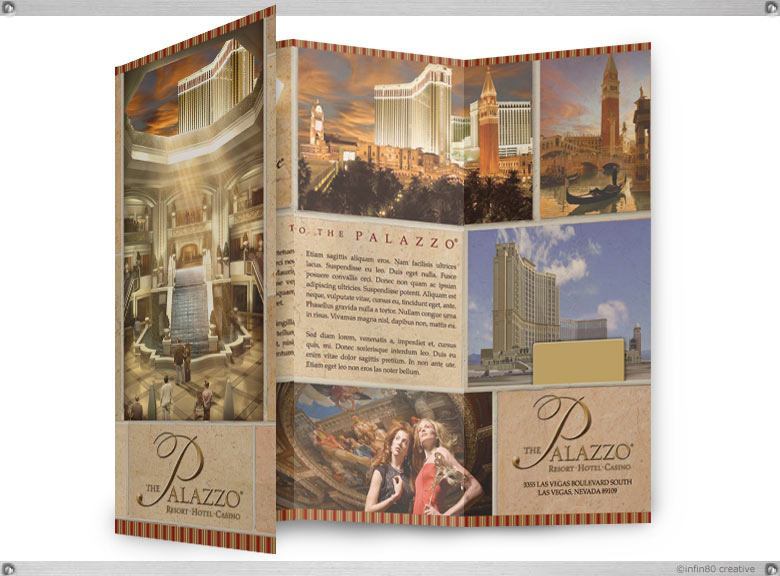 THE PALAZZO®
RESORT·HOTEL·CASINO
TO THE PALAZZO®
Etiam sagittis aliquam eros. Nam facilisis ultrices
lacus. Suspendisse eu leo. Duis eget nulla. Fusce
posuere convallis orci. Donec non quam ac ipsum
adipiscing ultricies. Suspendisse potenti. Aliquam est
neque, vulputate vitae, cursus eu, tincidunt eget, ante.
Phasellus gravida nulla a tortor. Nullam congue urna
in risus. Vivamus magna nisl, dapibus non, mattis eu.
Sed diam lorem, venenatis a, imperdiet et, cursus
quis, mi. Donec scelerisque interdum leo. Duis eu
enim vitae dolor sagittis pretium. In non ante ut
Etiam eget leo non eros las noter bellum.
THE PALAZZO®
RESORT·HOTEL·CASINO
3355 LAS VEGAS BOULEVARD SOUTH
LAS VEGAS, NEVADA 89109
©infin80 creative